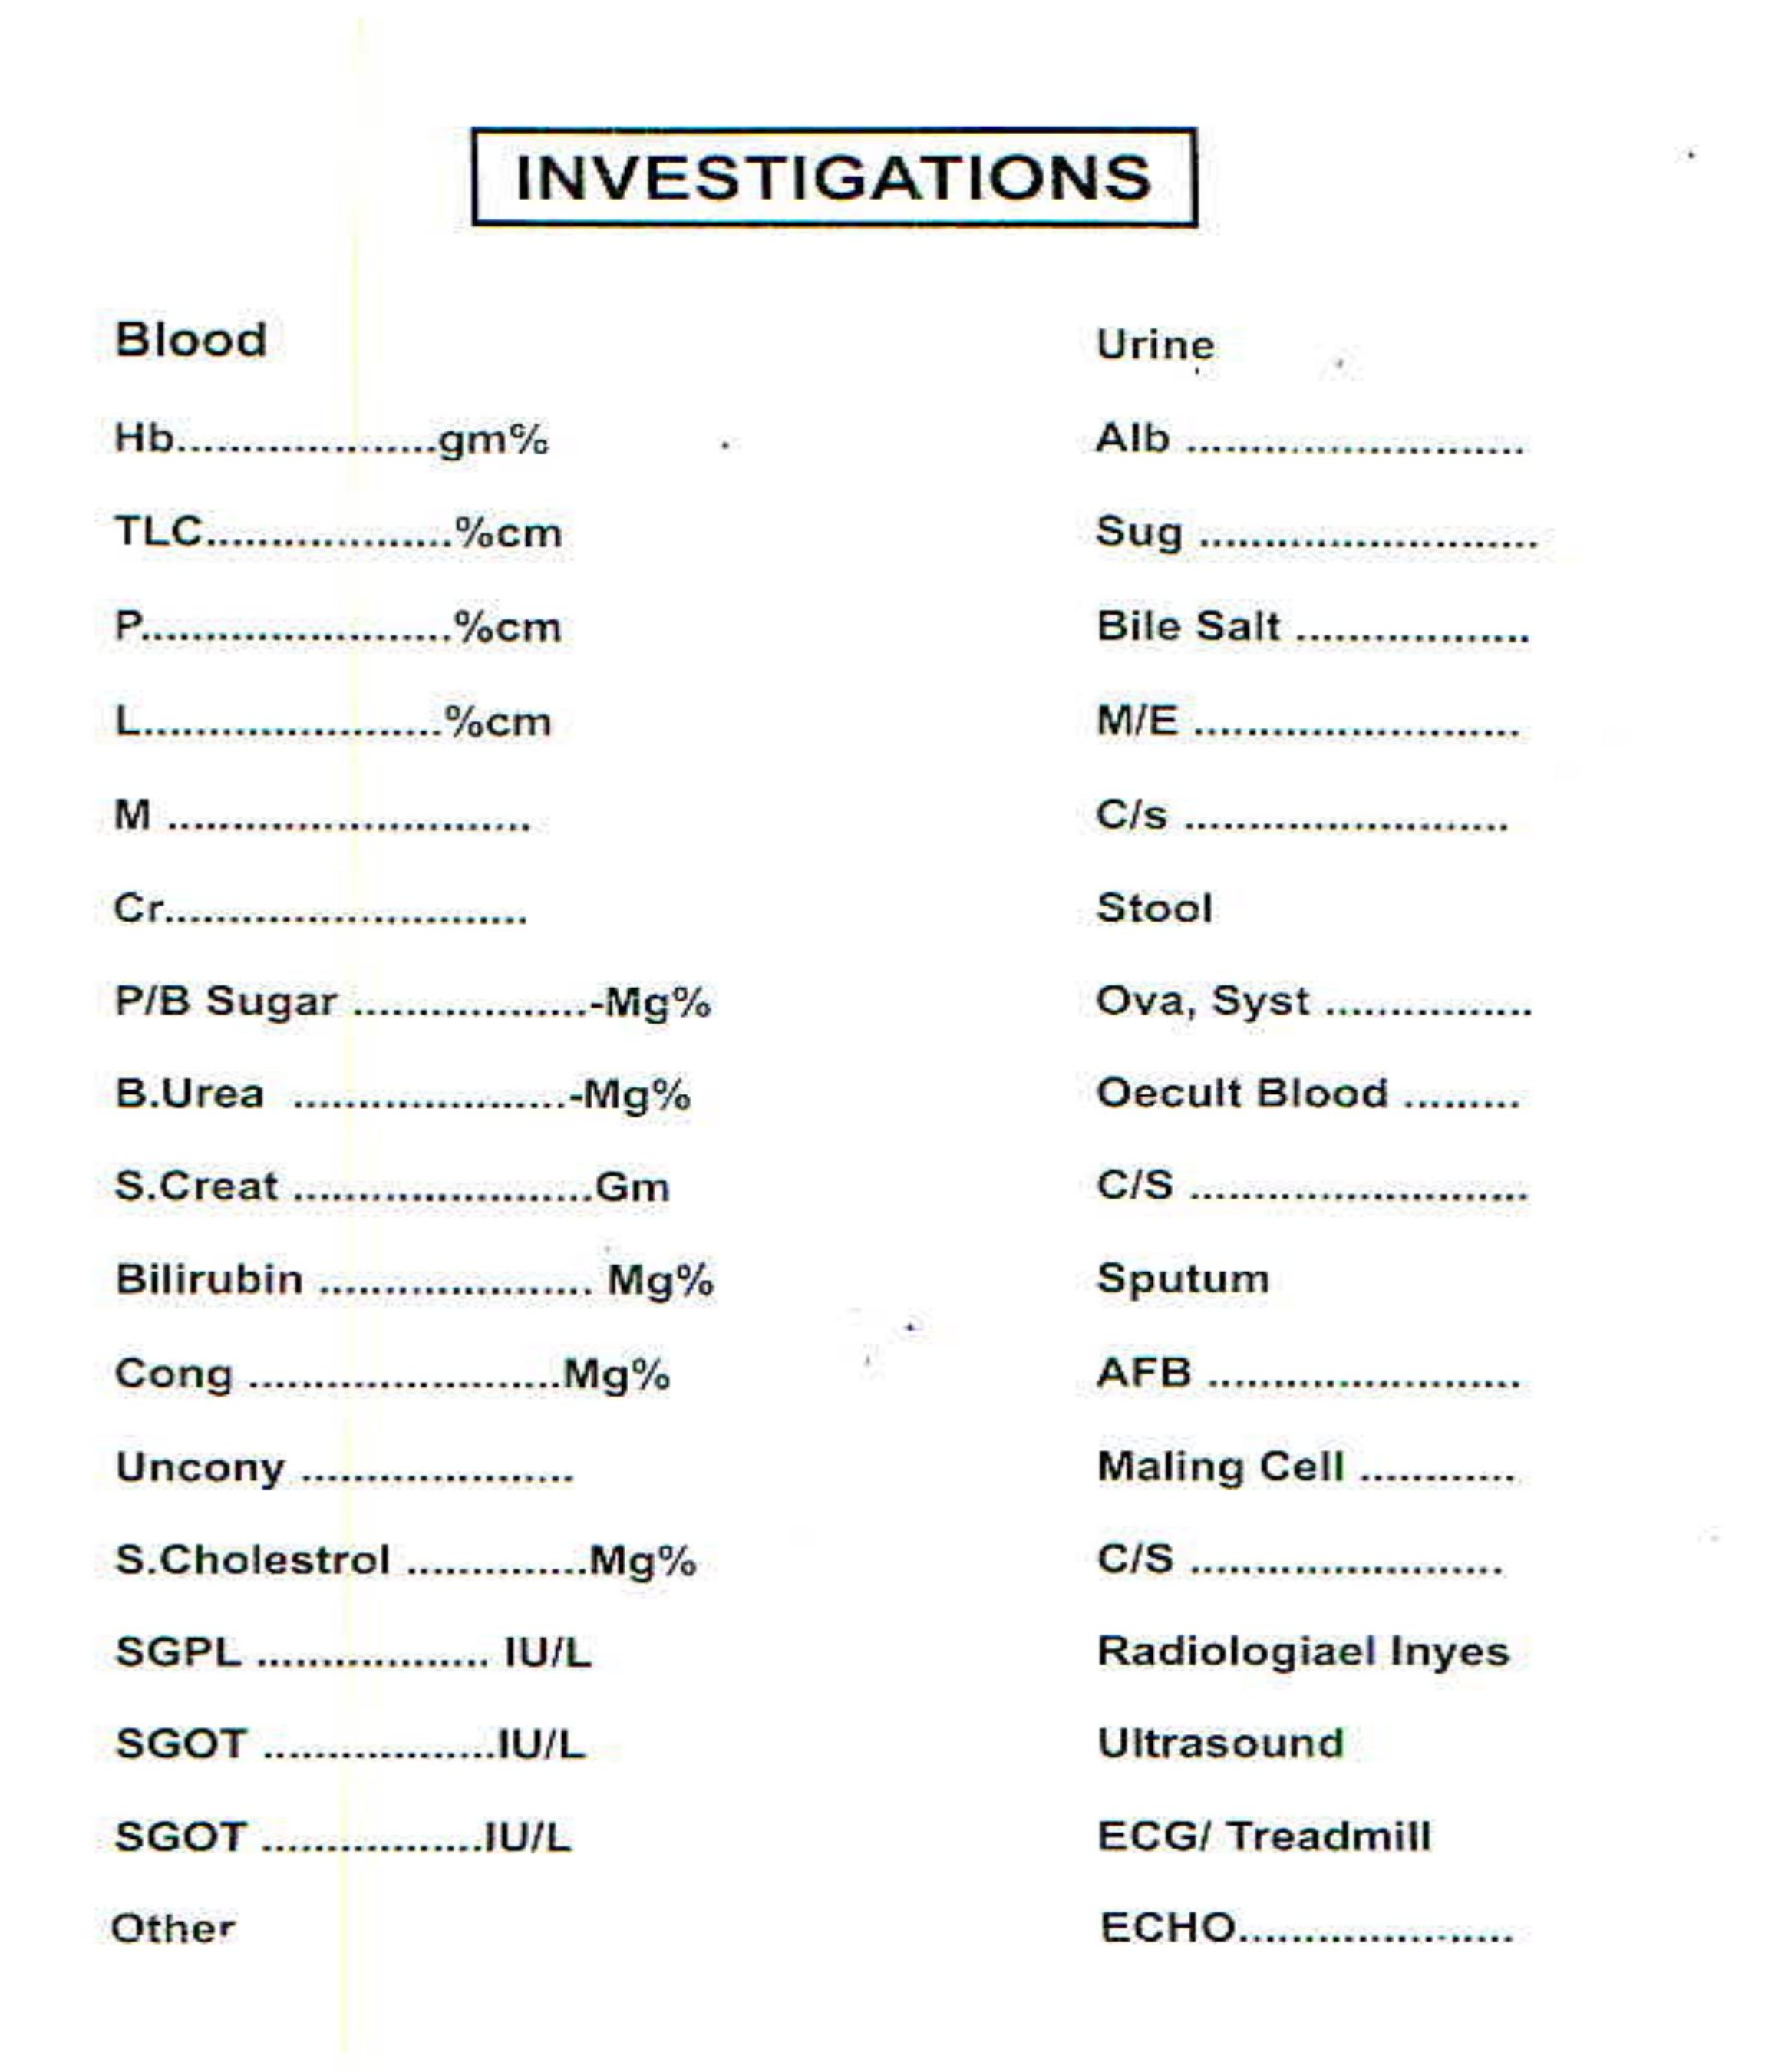 INVESTIGATIONS
Blood
Hb....................gm%
TLC...................%cm
P........................%cm
L.......................%cm
M ............................
Cr............................
P/B Sugar ..................-Mg%
B.Urea .....................-Mg%
S.Creat .......................Gm
Bilirubin ..................... Mg%
Cong ........................Mg%
Uncony .....................
S.Cholestrol ..............Mg%
SGPL .................. IU/L
SGOT ..................IU/L
SGOT .................IU/L
Other
Urine
Alb ..........................
Sug ..........................
Bile Salt ..................
M/E .........................
C/s .........................
Stool
Ova, Syst ................
Oecult Blood .........
C/S ..........................
Sputum
AFB ........................
Maling Cell ............
C/S ........................
Radiologiael Inyes
Ultrasound
ECG/ Treadmill
ECHO.....................